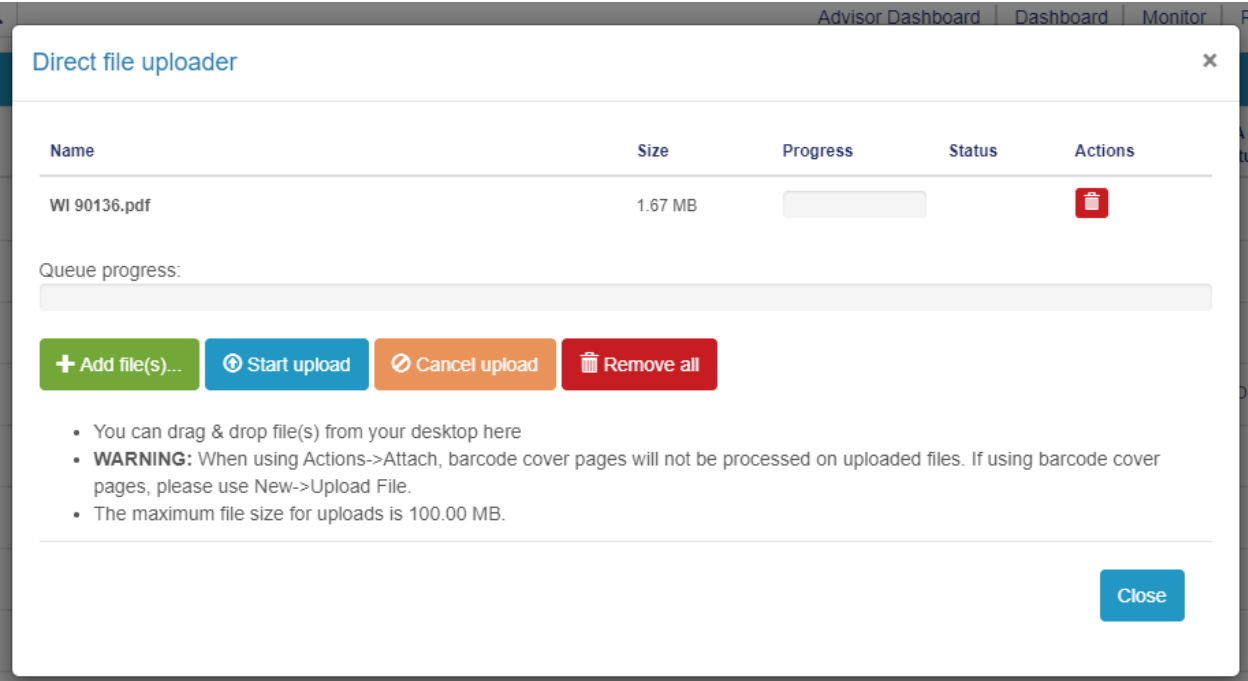 Advisor Dashboard Dashboard Monitor
Direct file uploader ×
Name Size Progress Status Actions
WI 90136.pdf 1.67 MB
Queue progress:
Add file(s)... Start upload Cancel upload Remove all
• You can drag & drop file(s) from your desktop here
• WARNING: When using Actions->Attach, barcode cover pages will not be processed on uploaded files. If using barcode cover
pages, please use New->Upload File.
• The maximum file size for uploads is 100.00 MB.
Close